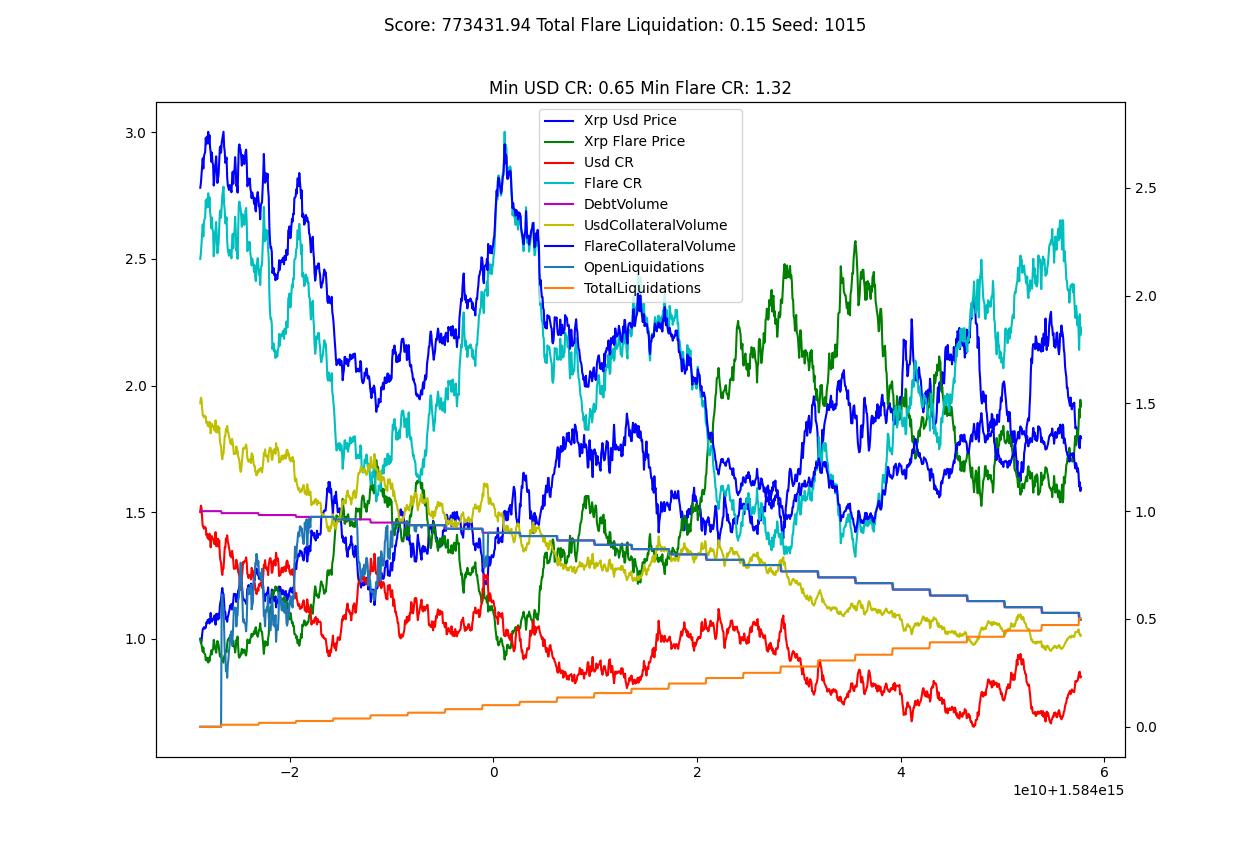 Score: 773431.94 Total Flare Liquidation: 0.15 Seed: 1015
Min USD CR: 0.65 Min Flare CR: 1.32
Xrp Usd Price
Xrp Flare Price
Usd CR
Flare CR
DebtVolume
UsdCollateralVolume
FlareCollateralVolume
OpenLiquidations
TotalLiquidations
3.0
2.5
2.0
1.5
1.0
2.5
2.0
1.5
1.0
0.5
0.0
−2 0 2 4 6
1e10+1.584e15